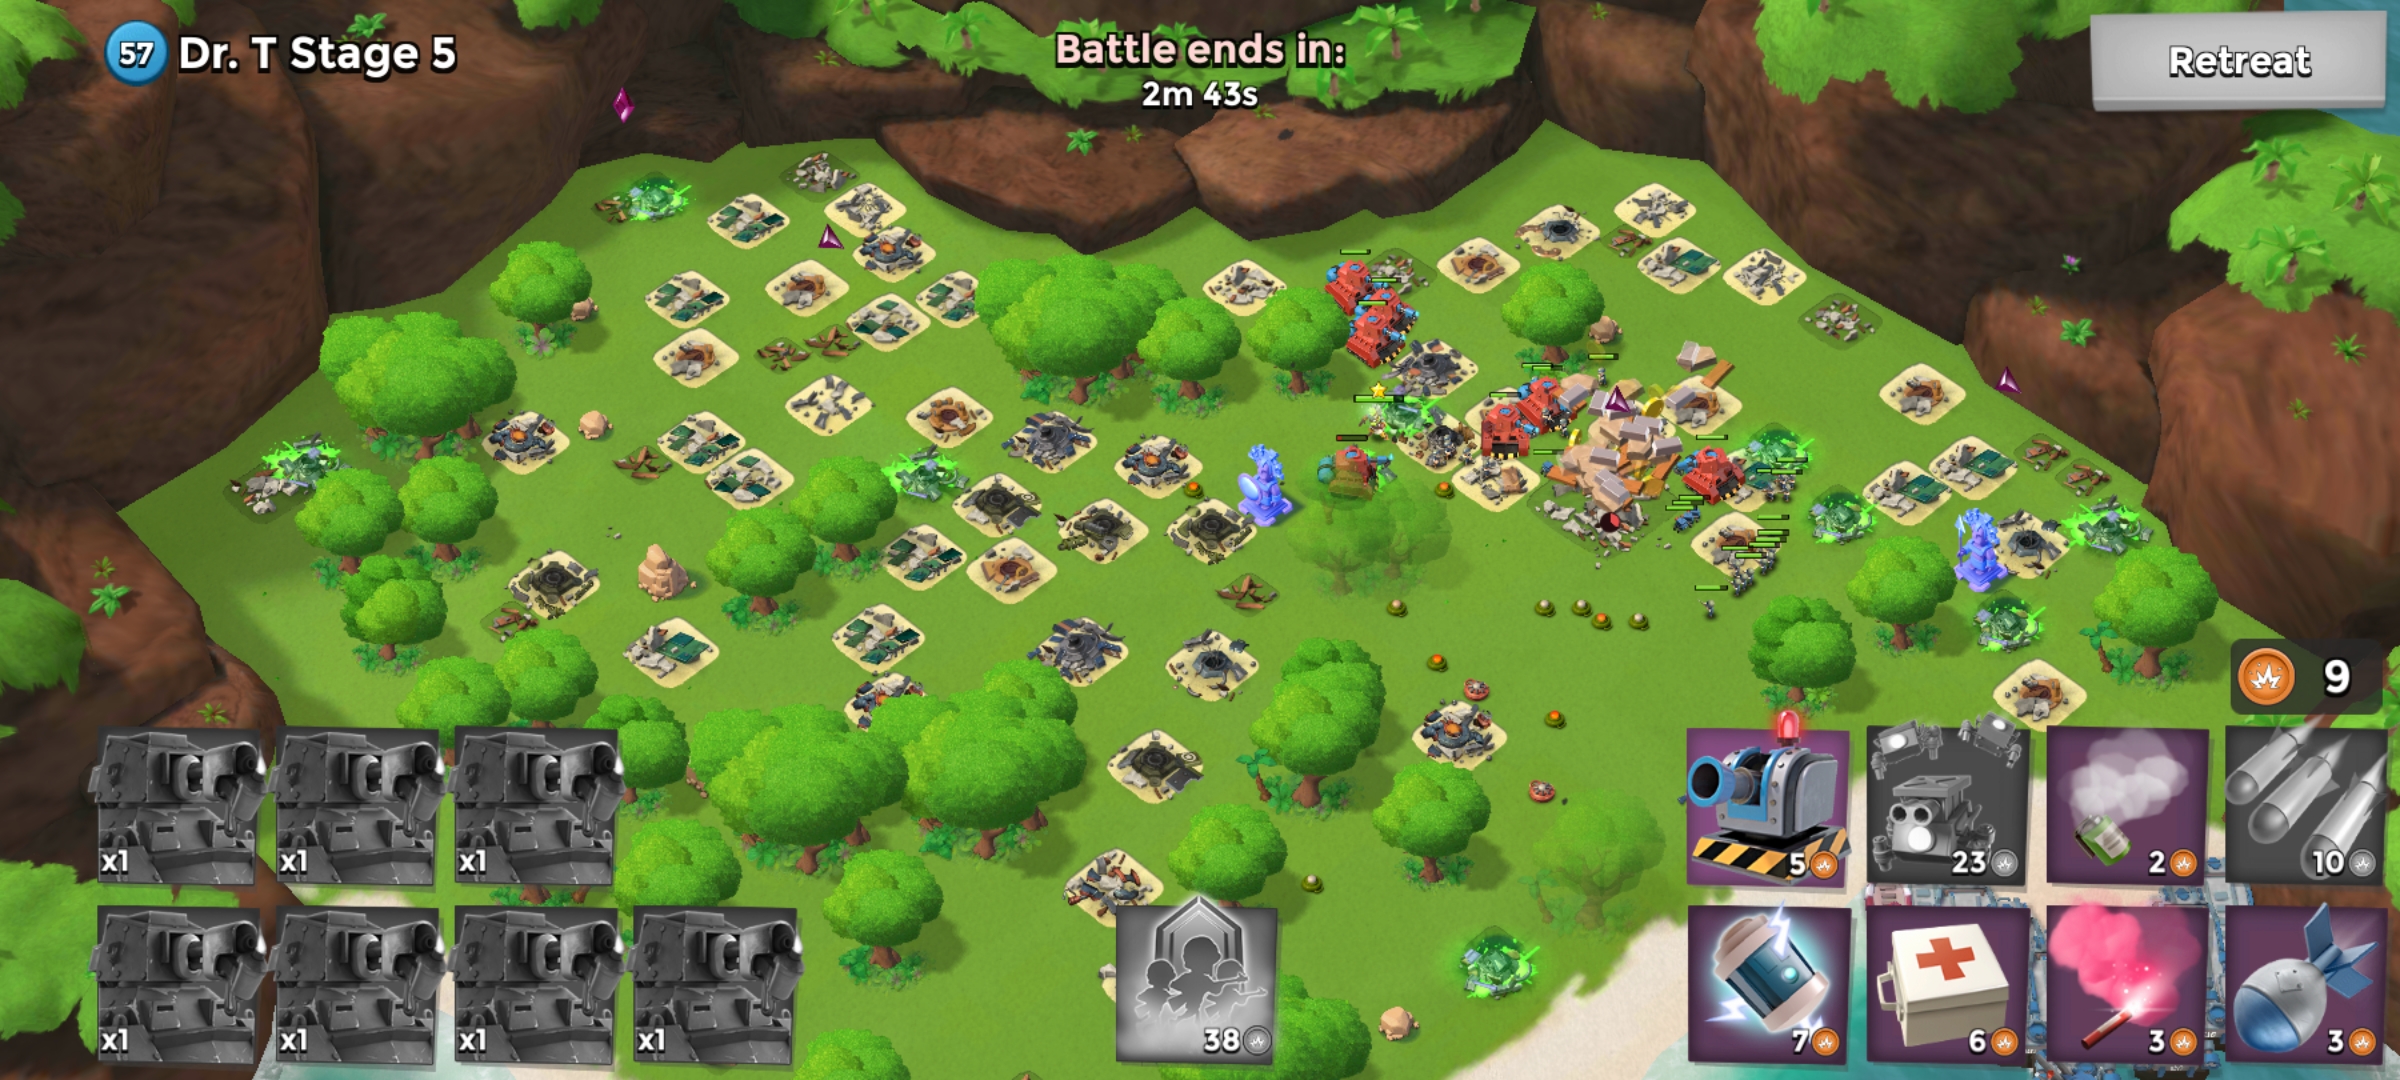 57 Dr. T Stage 5
Battle ends in:
2m 43s
Retreat
9
x1 x1 x1
5 23 2 10
x1 x1 x1 x1
38
7 6 3 3